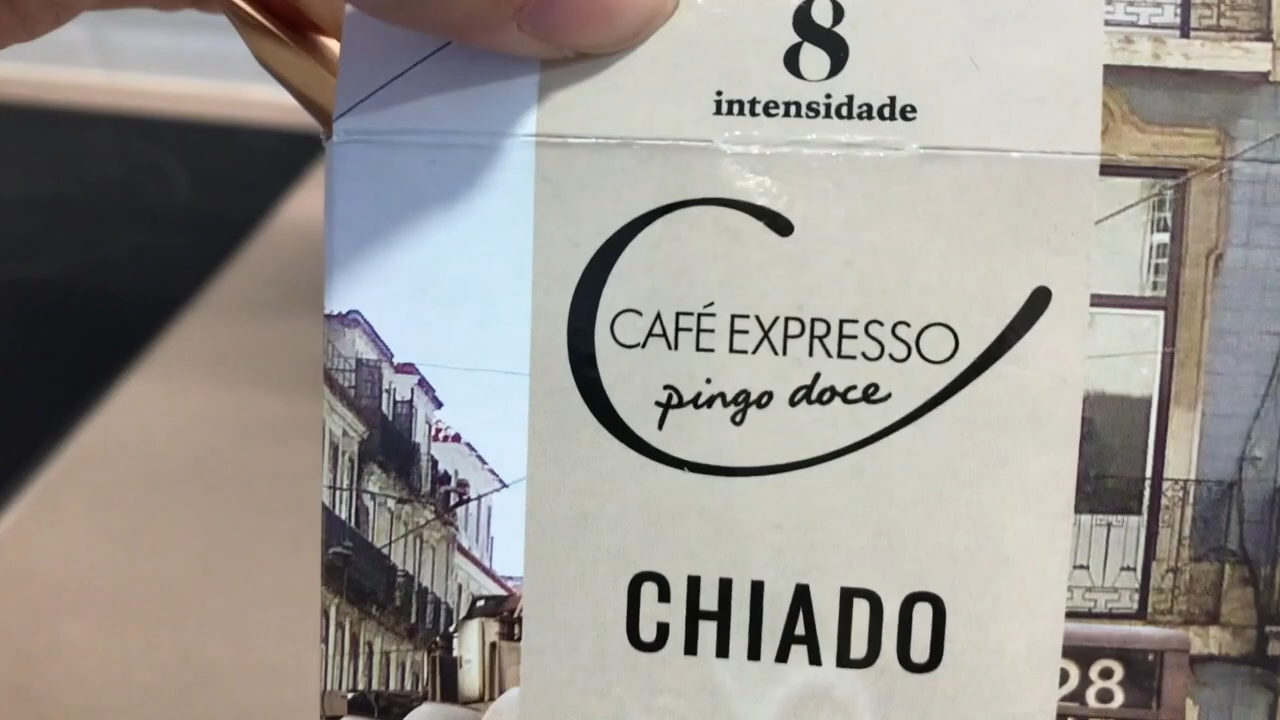 8
intensidade
CAFÉ EXPRESSO
pingo doce
CHIADO
28